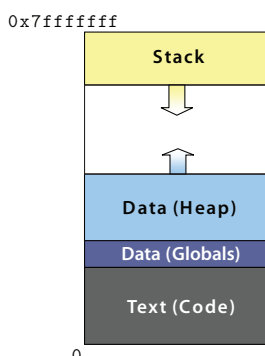 0x7fffffff
Stack
Data (Heap)
Data (Globals)
Text (Code)
0